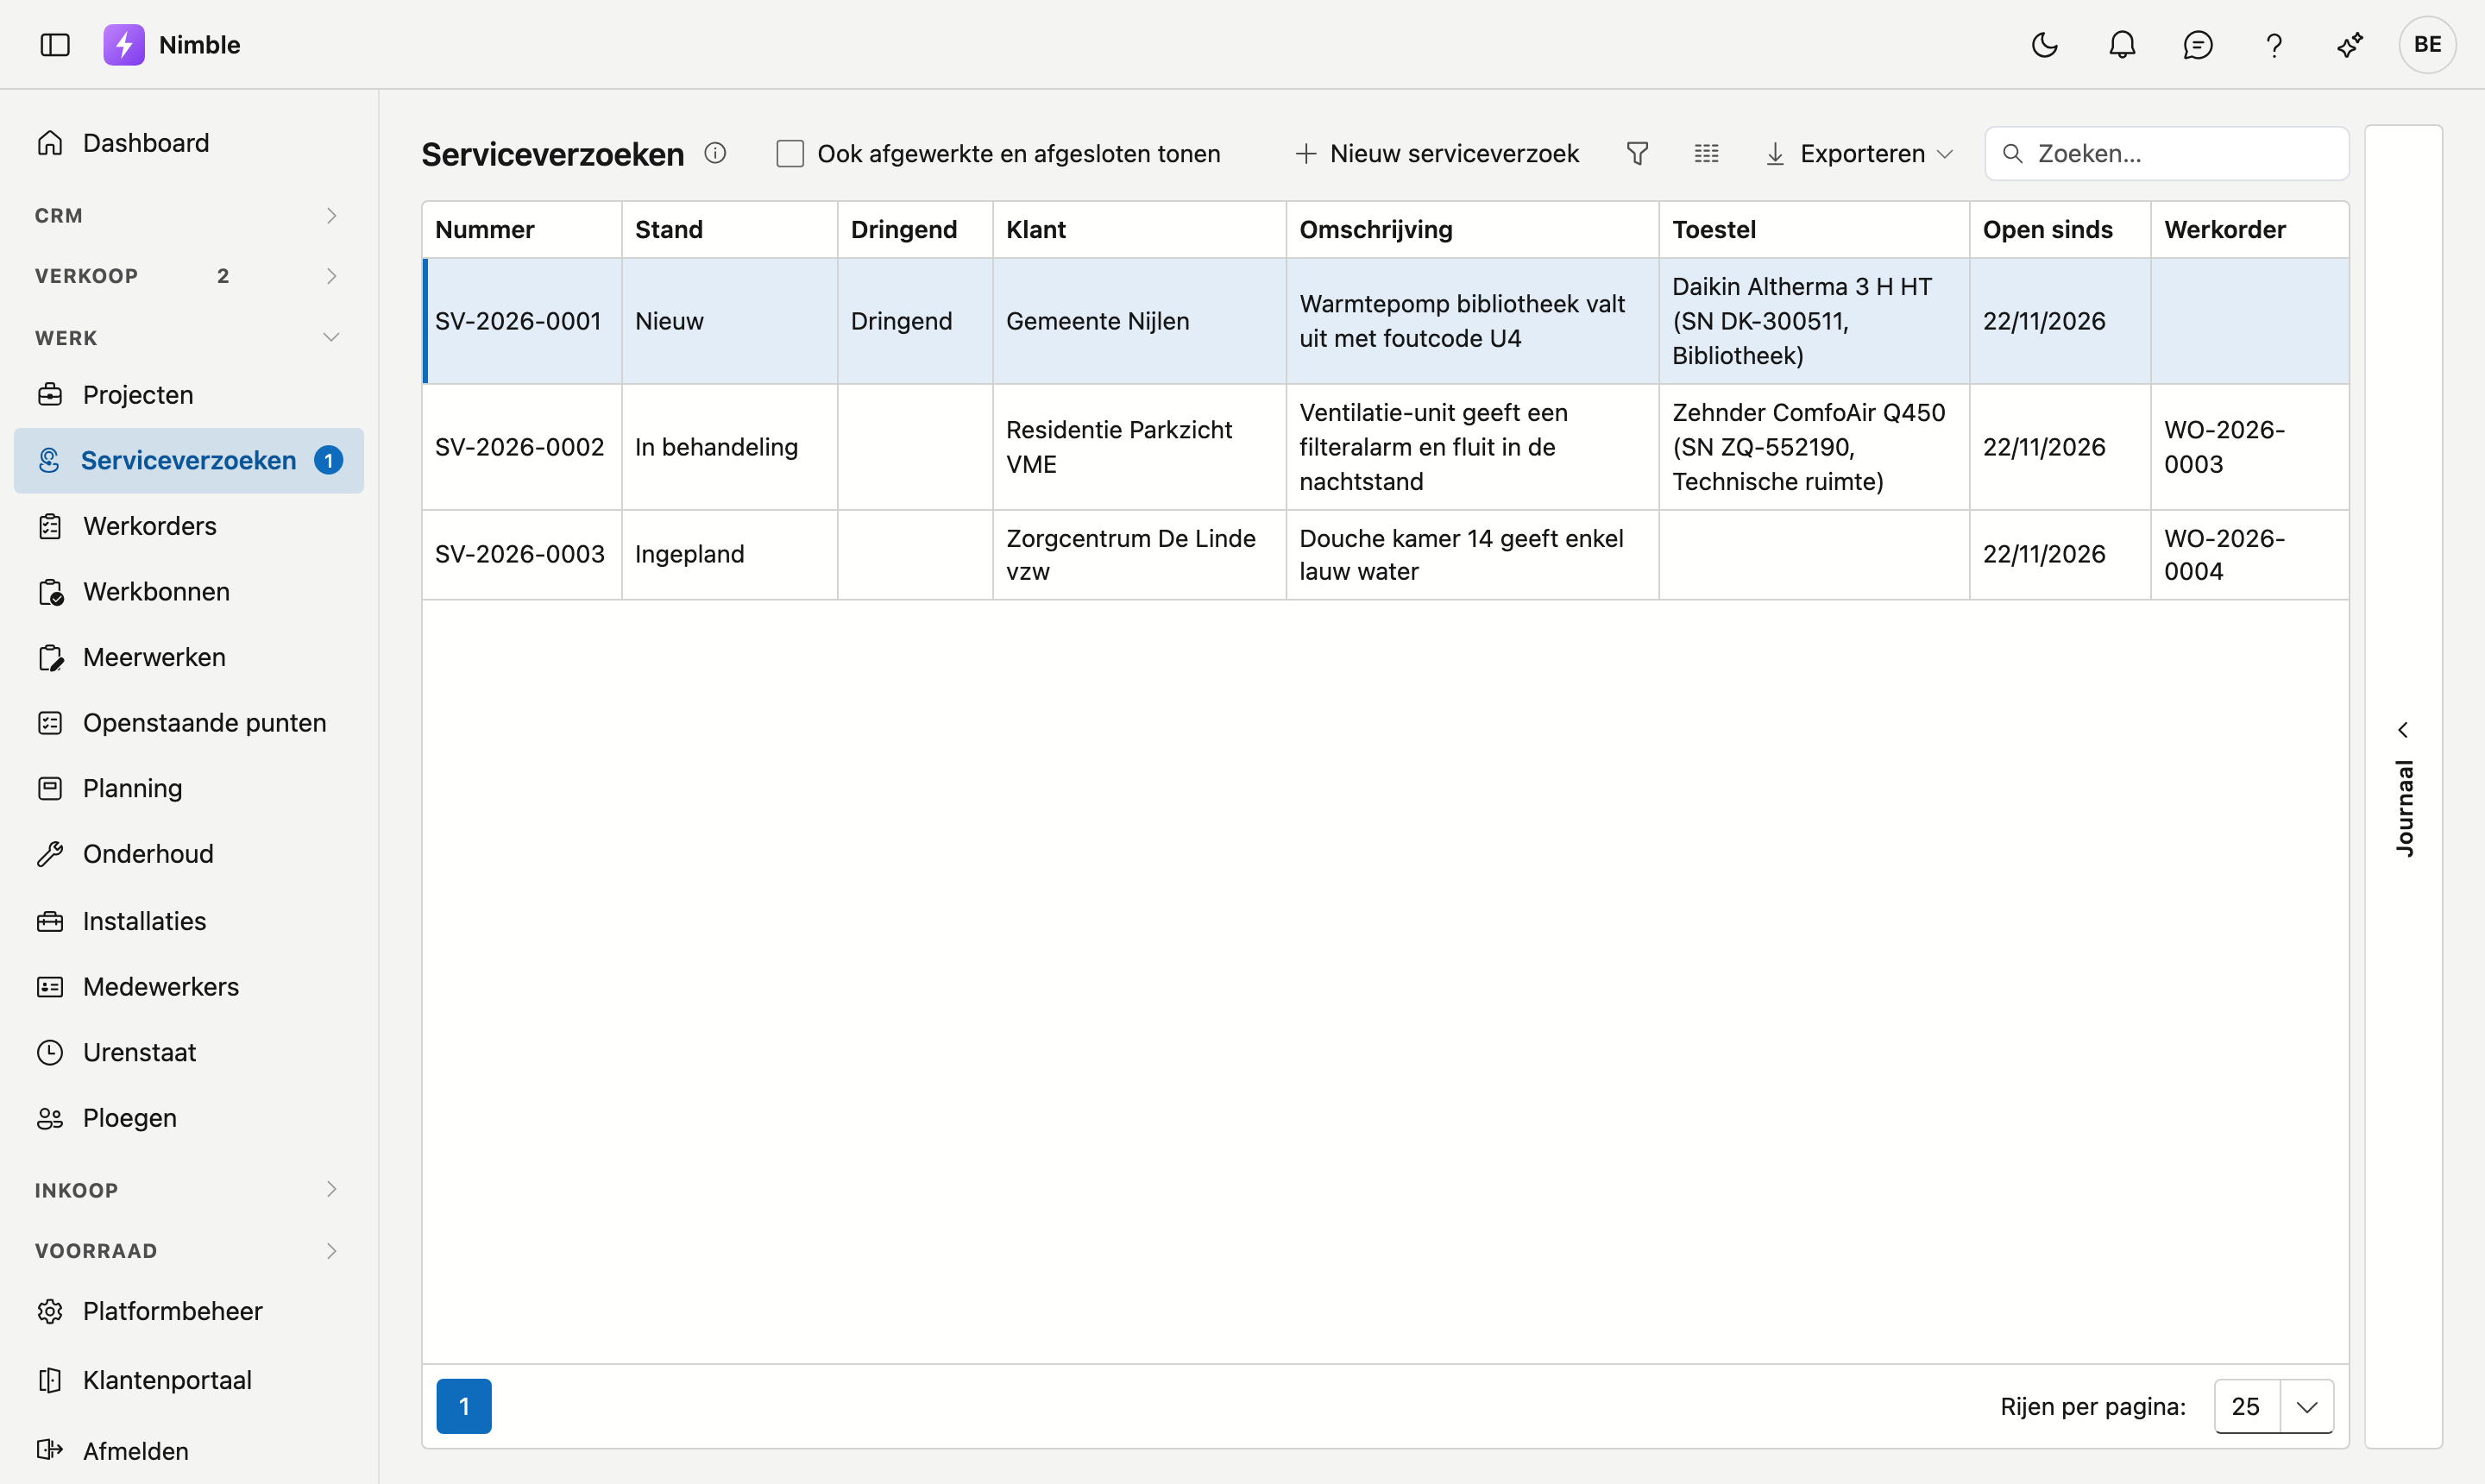 Nimble
BE
Dashboard
CRM
VERKOOP 2
WERK
Projecten
Serviceverzoeken 1
Werkorders
Werkbonnen
Meerwerken
Openstaande punten
Planning
Onderhoud
Installaties
Medewerkers
Urenstaat
Ploegen
INKOOP
VOORRAAD
Platformbeheer
Klantenportaal
Afmelden
Serviceverzoeken
Ook afgewerkte en afgesloten tonen
Nieuw serviceverzoek
Exporteren
Zoeken...
Nummer Stand Dringend Klant Omschrijving Toestel Open sinds Werkorder
SV-2026-0001 Nieuw Dringend Gemeente Nijlen
Warmtepomp bibliotheek valt
uit met foutcode U4
Daikin Altherma 3 H HT
(SN DK-300511,
Bibliotheek)
22/11/2026
SV-2026-0002 In behandeling
Residentie Parkzicht
VME
Ventilatie-unit geeft een
filteralarm en fluit in de
nachtstand
Zehnder ComfoAir Q450
(SN ZQ-552190,
Technische ruimte)
22/11/2026
WO-2026-
0003
SV-2026-0003 Ingepland
Zorgcentrum De Linde
vzw
Douche kamer 14 geeft enkel
lauw water
22/11/2026
WO-2026-
0004
1
Rijen per pagina: 25
Journaal